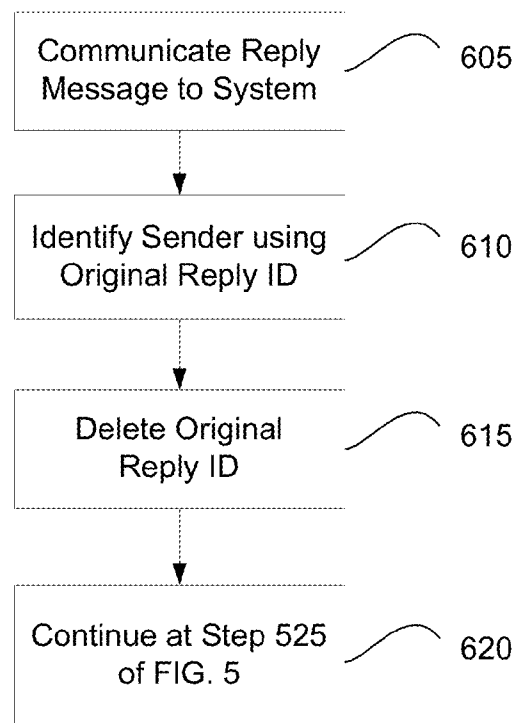 Communicate Reply
Message to System
605
Identify Sender using
Original Reply ID
610
Delete Original
Reply ID
615
Continue at Step 525
of FIG. 5
620